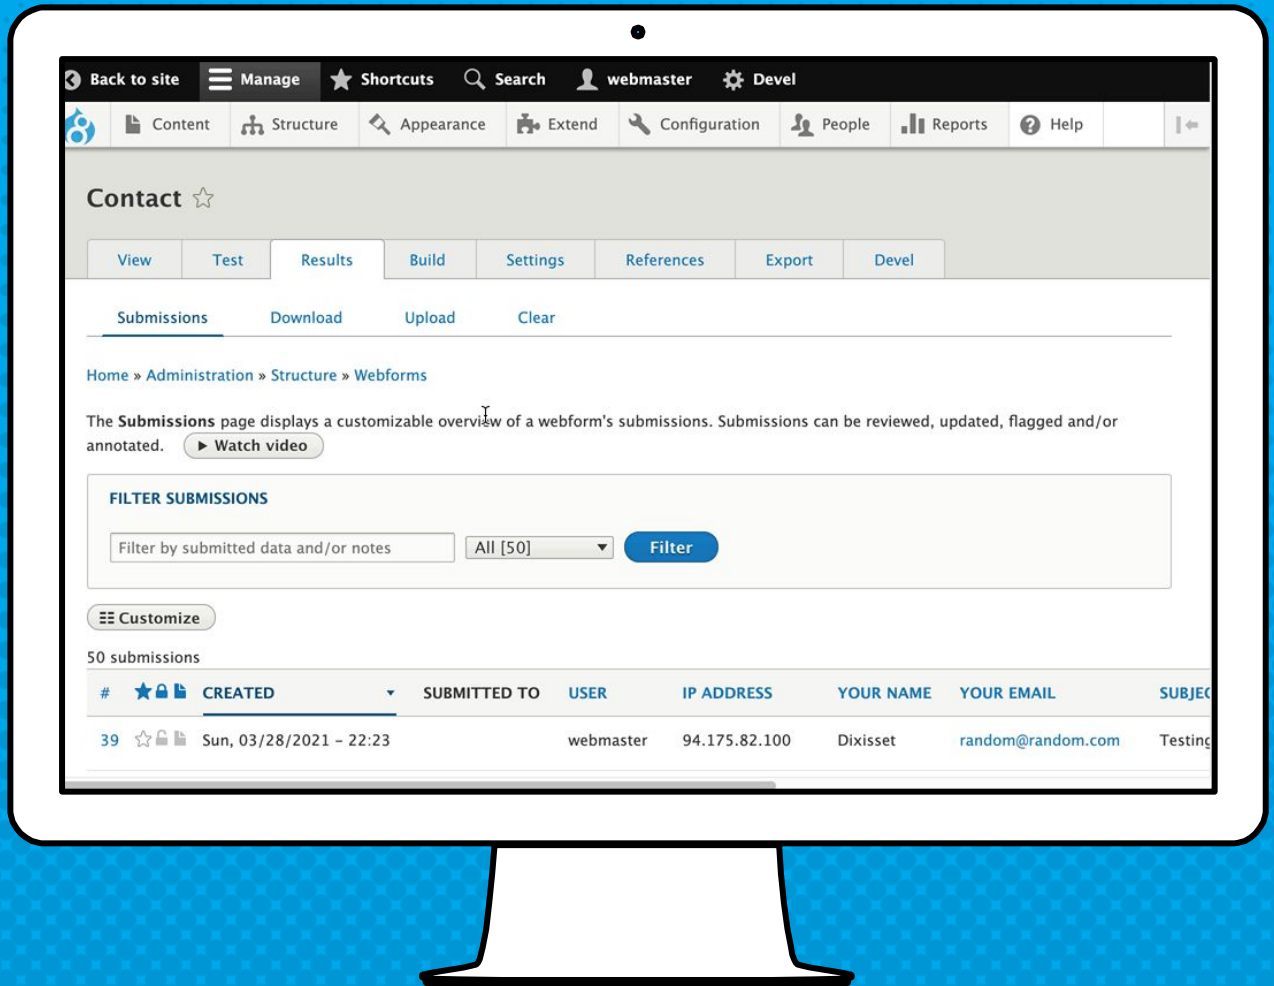 Back to site Manage Shortcuts Search webmaster Devel
Content Structure Appearance Extend Configuration People Reports Help
Contact
View Test Results Build Settings References Export Devel
Submissions Download Upload Clear
Home » Administration » Structure » Webforms
The Submissions page displays a customizable overview of a webform's submissions. Submissions can be reviewed, updated, flagged and/or
annotated. Watch video
FILTER SUBMISSIONS
Filter by submitted data and/or notes All [50] Filter
Customize
50 submissions
# CREATED SUBMITTED TO USER IP ADDRESS YOUR NAME YOUR EMAIL SUBJEC
39 Sun, 03/28/2021 – 22:23 webmaster 94.175.82.100 Dixisset random@random.com Testing